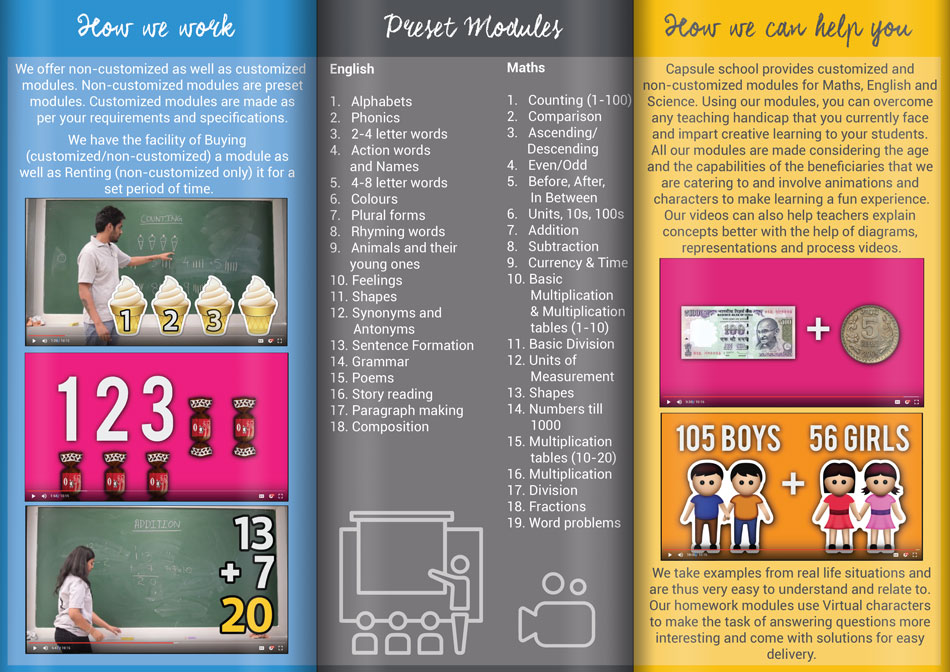 How we work
We offer non-customized as well as customized
modules. Non-customized modules are preset
modules. Customized modules are made as
per your requirements and specifications.
We have the facility of Buying
(customized/non-customized) a module as
well as Renting (non-customized only) it for a
set period of time.
COUNTING
1 2 3
1 2 3
ADDITION
13
+ 7
20
Preset Modules
English
1. Alphabets
2. Phonics
3. 2-4 letter words
4. Action words
and Names
5. 4-8 letter words
6. Colours
7. Plural forms
8. Rhyming words
9. Animals and their
young ones
10. Feelings
11. Shapes
12. Synonyms and
Antonyms
13. Sentence Formation
14. Grammar
15. Poems
16. Story reading
17. Paragraph making
18. Composition
Maths
1. Counting (1-100)
2. Comparison
3. Ascending/
Descending
4. Even/Odd
5. Before, After,
In Between
6. Units, 10s, 100s
7. Addition
8. Subtraction
9. Currency & Time
10. Basic
Multiplication
& Multiplication
tables (1-10)
11. Basic Division
12. Units of
Measurement
13. Shapes
14. Numbers till
1000
15. Multiplication
tables (10-20)
16. Multiplication
17. Division
18. Fractions
19. Word problems
How we can help you
Capsule school provides customized and
non-customized modules for Maths, English and
Science. Using our modules, you can overcome
any teaching handicap that you currently face
and impart creative learning to your students.
All our modules are made considering the age
and the capabilities of the beneficiaries that we
are catering to and involve animations and
characters to make learning a fun experience.
Our videos can also help teachers explain
concepts better with the help of diagrams,
representations and process videos.
100 + 5
105 BOYS + 56 GIRLS
We take examples from real life situations and
are thus very easy to understand and relate to.
Our homework modules use Virtual characters
to make the task of answering questions more
interesting and come with solutions for easy
delivery.